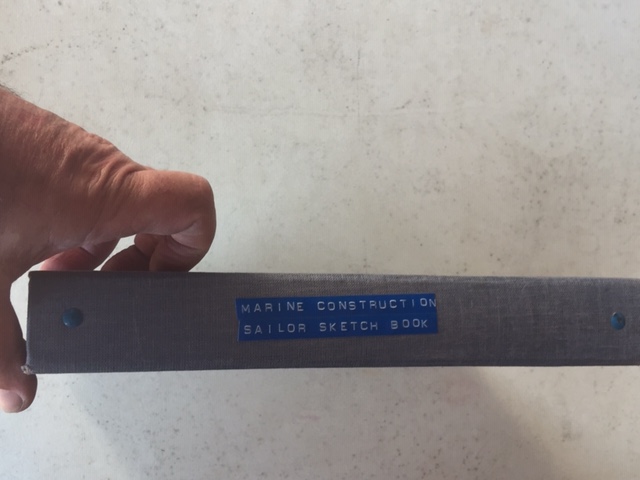 MARINE CONSTRUCTION
SAILOR SKETCH BOOK